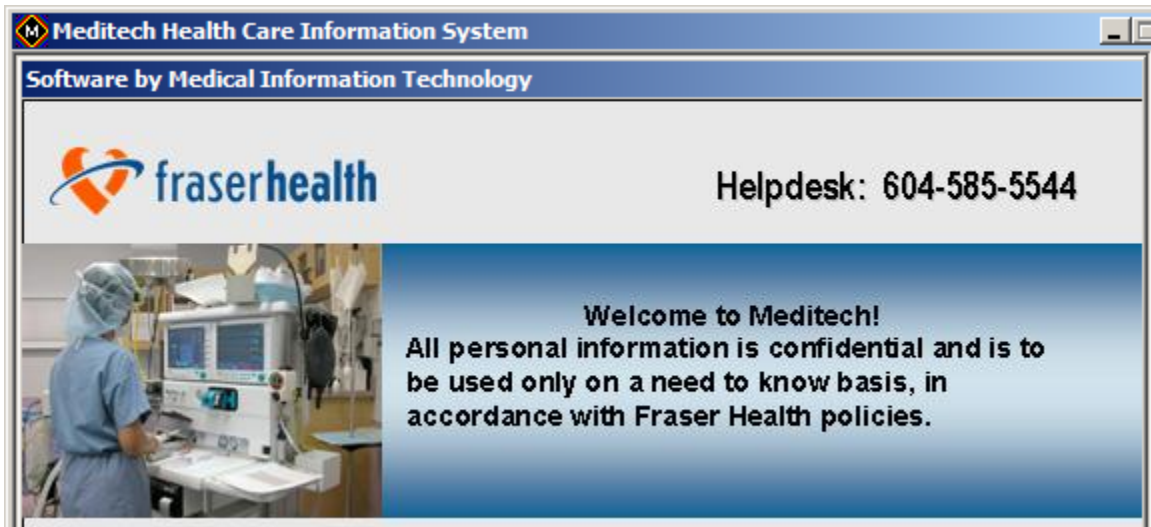 M Meditech Health Care Information System
Software by Medical Information Technology
fraserhealth
Helpdesk: 604-585-5544
Welcome to Meditech!
All personal information is confidential and is to
be used only on a need to know basis, in
accordance with Fraser Health policies.